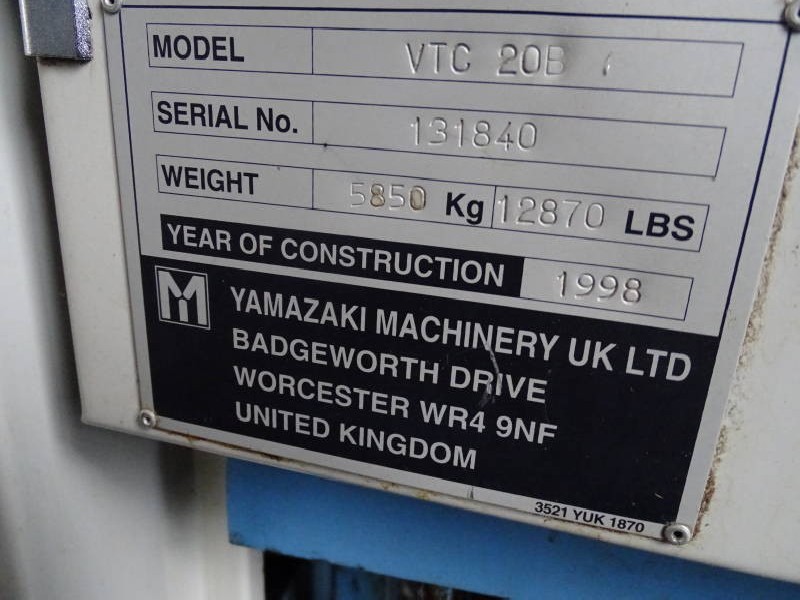 MODEL VTC 20B
SERIAL No. 131840
WEIGHT 5850 Kg 12870 LBS
YEAR OF CONSTRUCTION 1998
YAMAZAKI MACHINERY UK LTD
BADGEWORTH DRIVE
WORCESTER WR4 9NF
UNITED KINGDOM
3521 YUK 1870